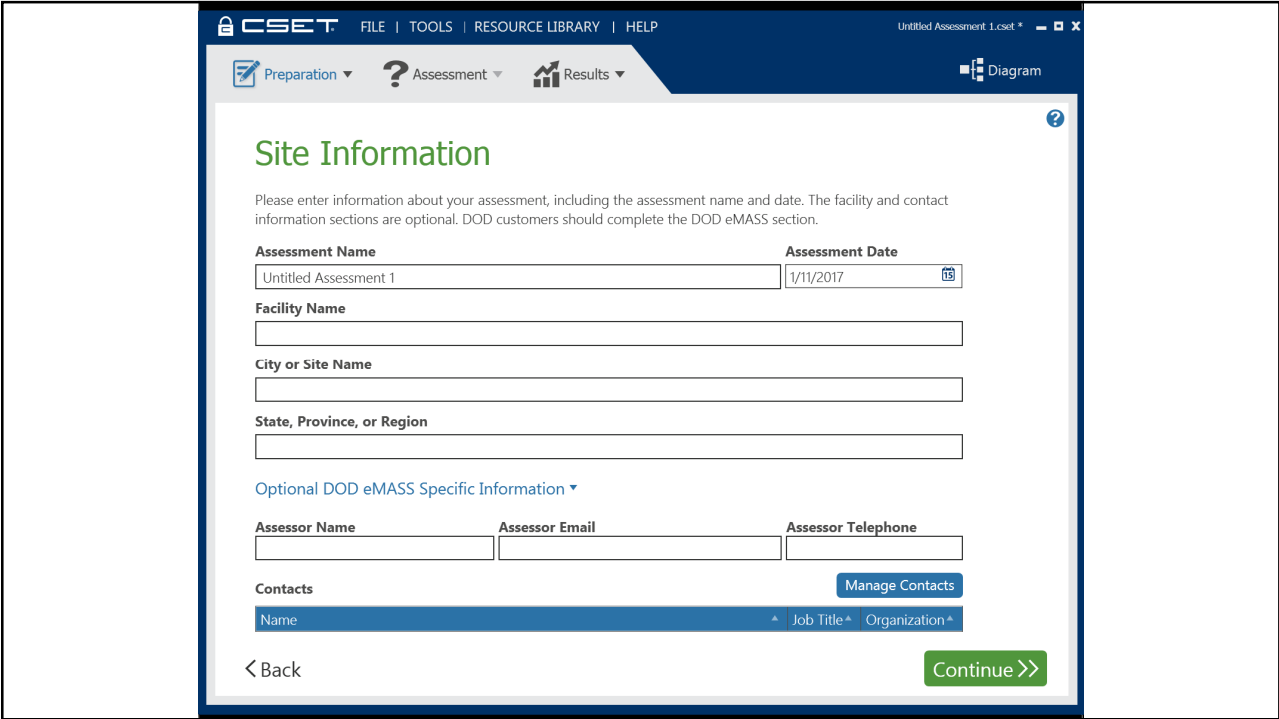 CSET FILE | TOOLS | RESOURCE LIBRARY | HELP Untitled Assessment 1.cset *
Preparation Assessment Results Diagram
Site Information
Please enter information about your assessment, including the assessment name and date. The facility and contact
information sections are optional. DOD customers should complete the DOD eMASS section.
Assessment Name Assessment Date
Untitled Assessment 1 1/11/2017 15
Facility Name
City or Site Name
State, Province, or Region
Optional DOD eMASS Specific Information
Assessor Name Assessor Email Assessor Telephone
Contacts Manage Contacts
Name Job Title Organization
Back Continue